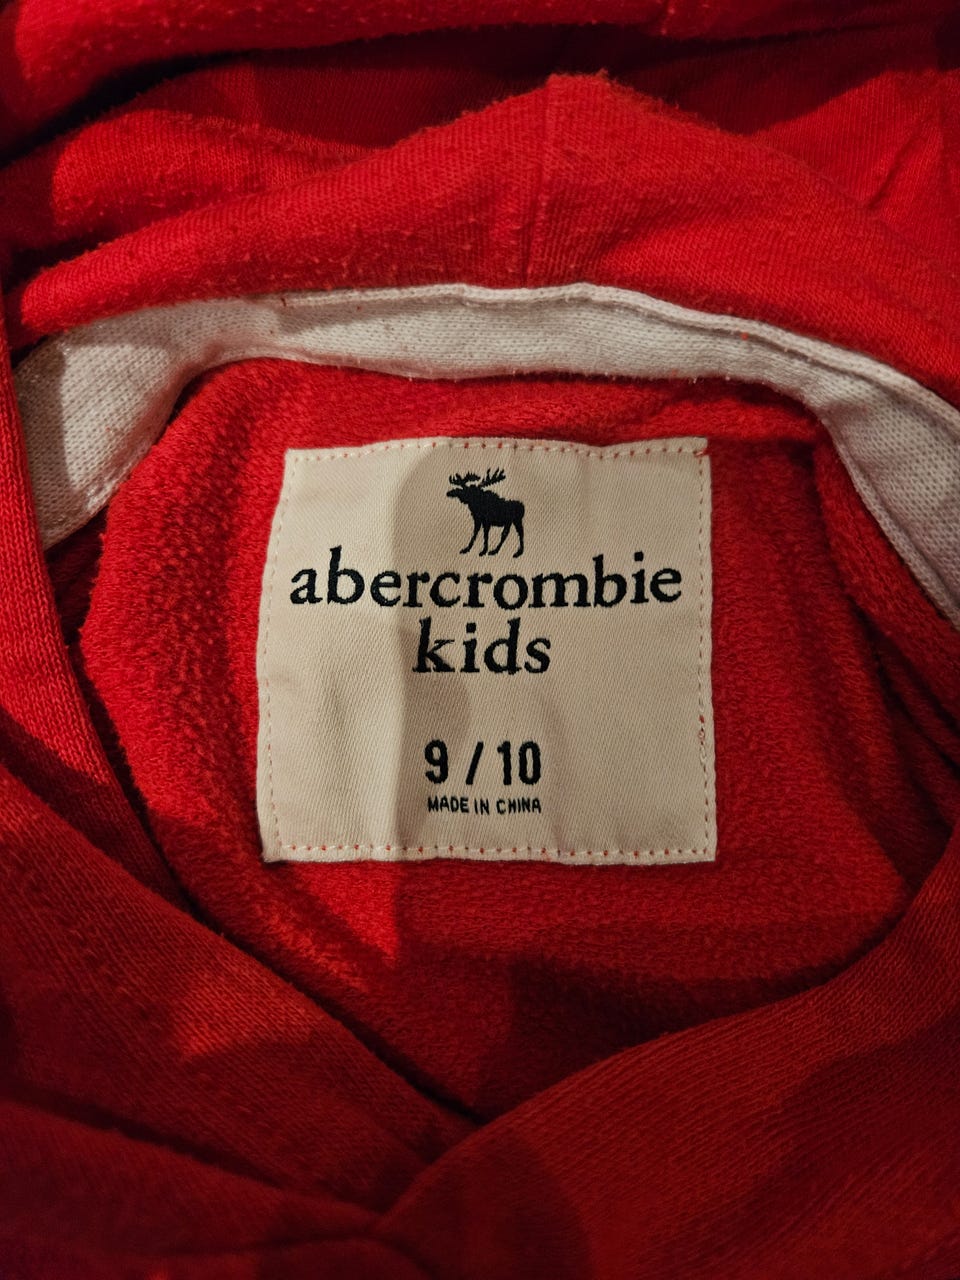 abercrombie
kids
9 / 10
MADE IN CHINA